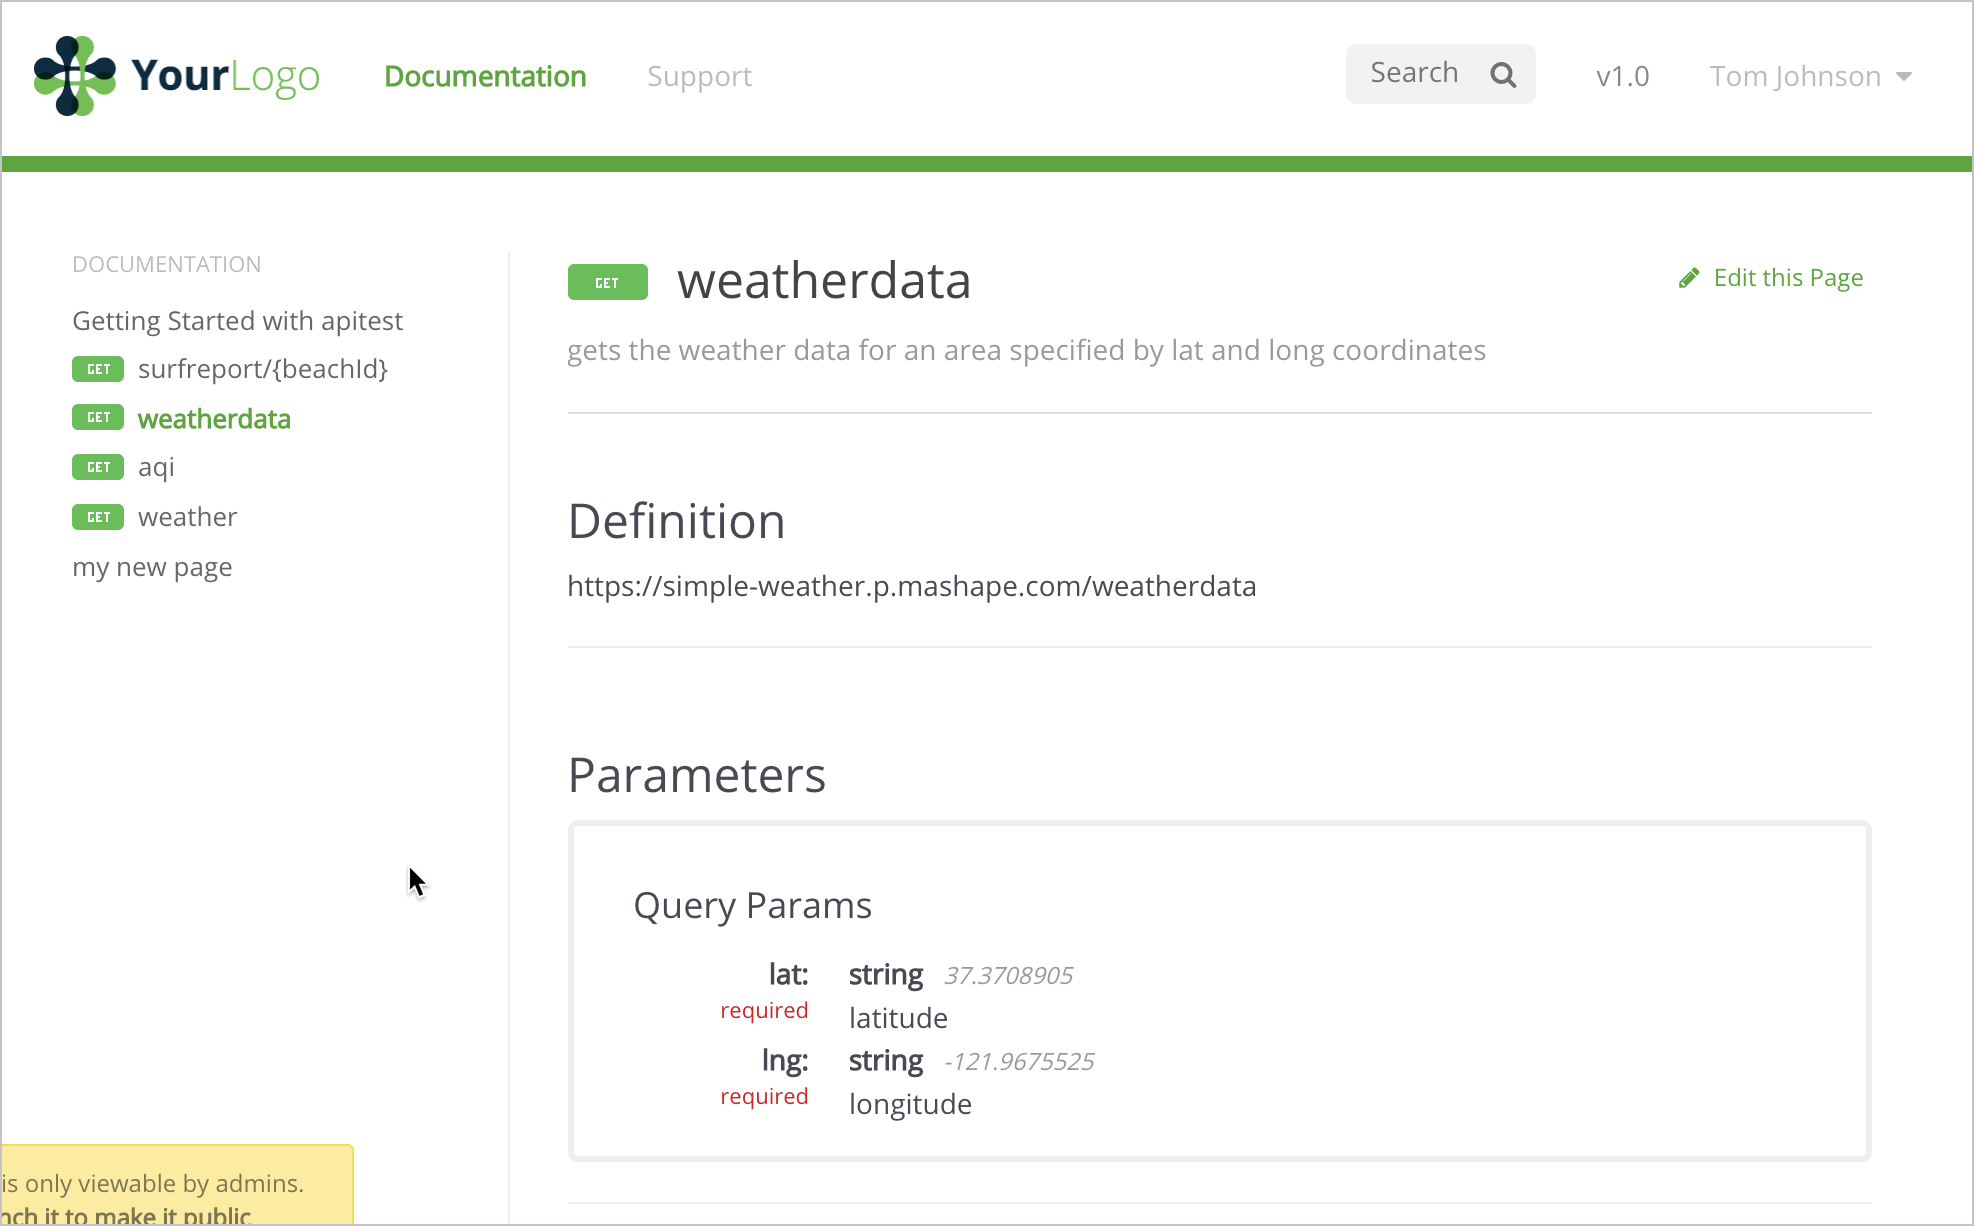 YourLogo
Documentation
Support
Search
v1.0
Tom Johnson
DOCUMENTATION
Getting Started with apitest
GET surfreport/{beachId}
GET weatherdata
GET aqi
GET weather
my new page
GET weatherdata
Edit this Page
gets the weather data for an area specified by lat and long coordinates
Definition
https://simple-weather.p.mashape.com/weatherdata
Parameters
Query Params
lat: string 37.3708905
required latitude
lng: string -121.9675525
required longitude
is only viewable by admins.
nch it to make it public